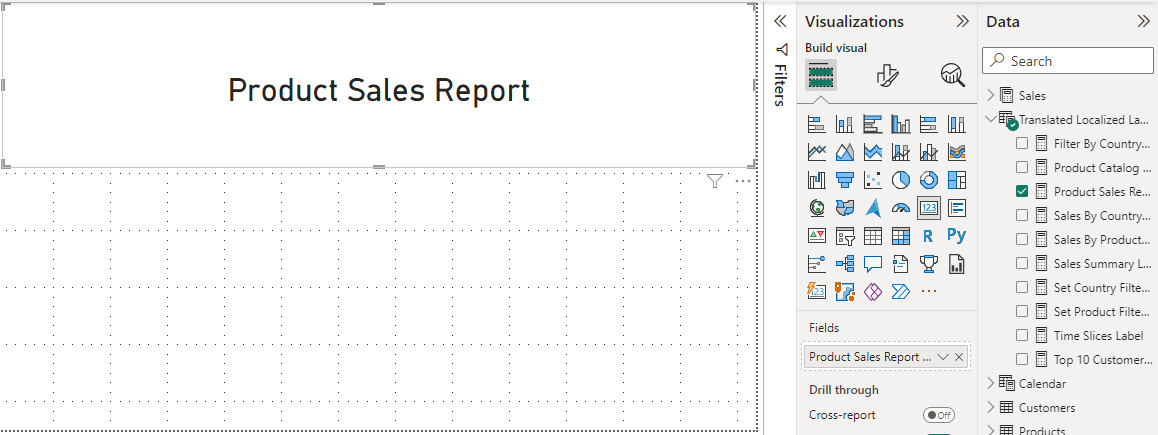 Product Sales Report
Filters
Visualizations
Build visual
123
R
Py
123
Fields
Product Sales Report ...
Drill through
Cross-report
Off
Data
Search
Sales
Translated Localized La...
Filter By Country...
Product Catalog ...
Product Sales Re...
Sales By Country...
Sales By Product...
Sales Summary L...
Set Country Filte...
Set Product Filte...
Time Slices Label
Top 10 Customer...
Calendar
Customers
Products